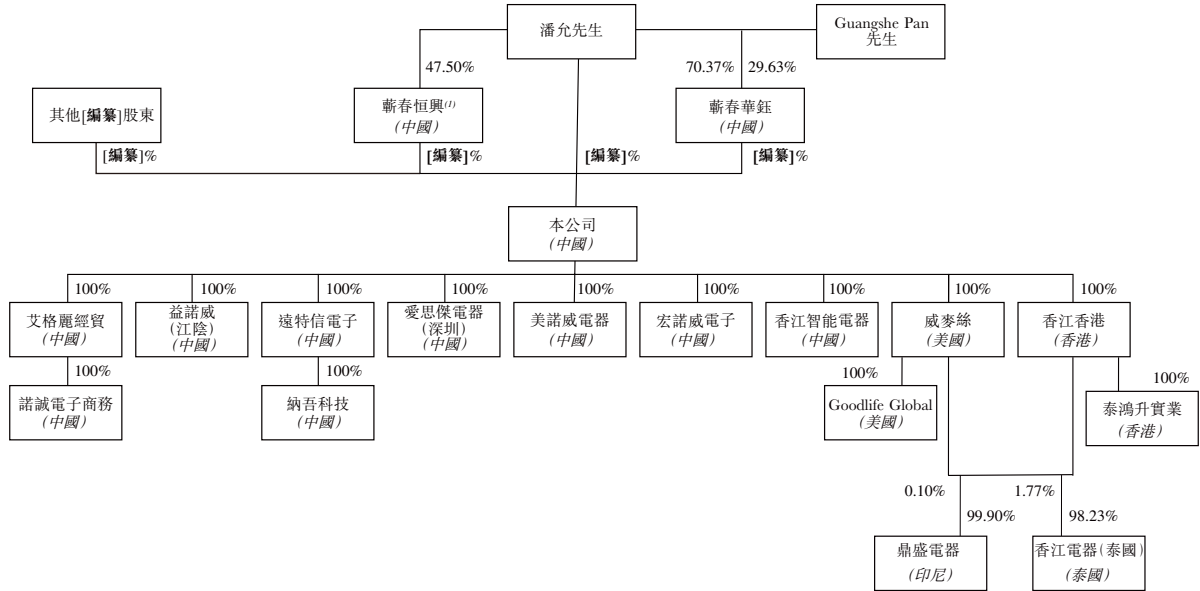 潘允先生
Guangshe Pan
先生
47.50%
70.37%
29.63%
其他[編纂]股東
蘄春恒興(1)
(中國)
蘄春華鈺
(中國)
[編纂]%
[編纂]%
[編纂]%
[編纂]%
本公司
(中國)
100%
100%
100%
100%
100%
100%
100%
100%
100%
艾格麗經貿
(中國)
益諾威
(江陰)
(中國)
遠特信電子
(中國)
愛思傑電器
(深圳)
(中國)
美諾威電器
(中國)
宏諾威電子
(中國)
香江智能電器
(中國)
威麥絲
(美國)
香江香港
(香港)
100%
100%
100%
100%
諾誠電子商務
(中國)
納吾科技
(中國)
Goodlife Global
(美國)
泰鴻升實業
(香港)
0.10%
1.77%
99.90%
98.23%
鼎盛電器
(印尼)
香江電器(泰國)
(泰國)